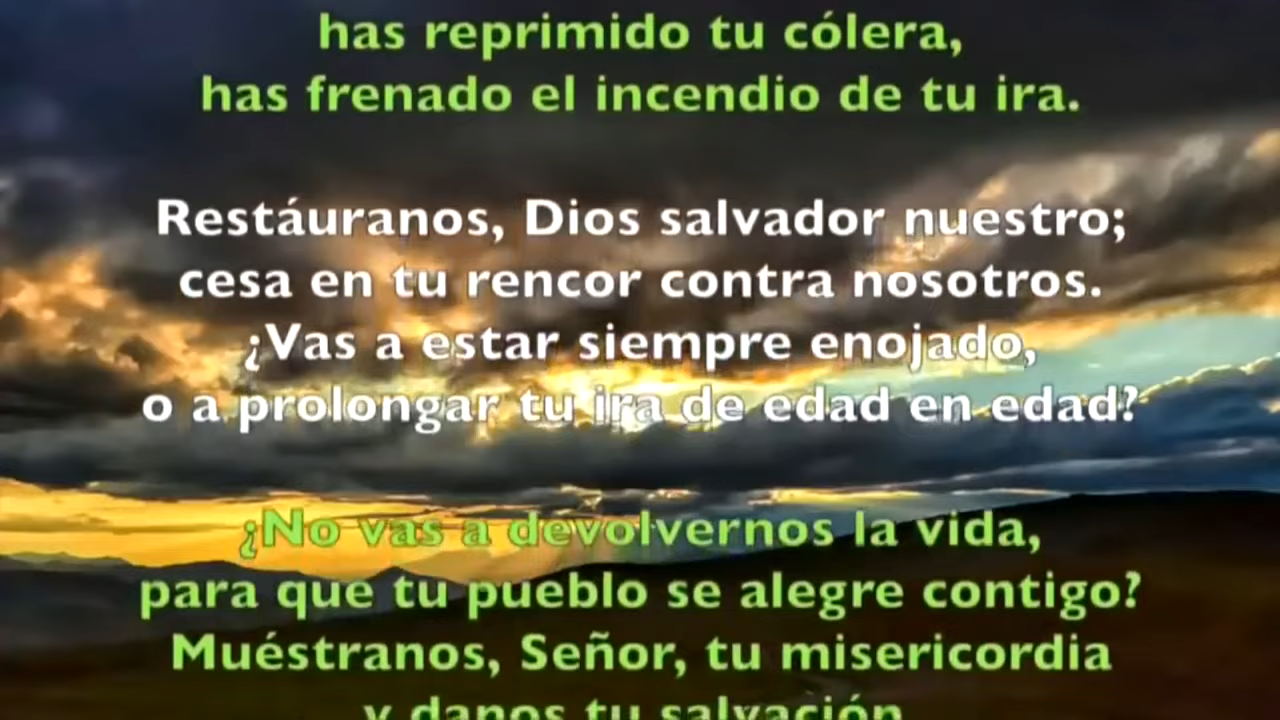 has reprimido tu cólera,
has frenado el incendio de tu ira.
Restáuranos, Dios salvador nuestro;
cesa en tu rencor contra nosotros.
¿Vas a estar siempre enojado,
o a prolongar tu ira de edad en edad?
¿No vas a devolvernos la vida,
para que tu pueblo se alegre contigo?
Muéstranos, Señor, tu misericordia
y danos tu salvación.